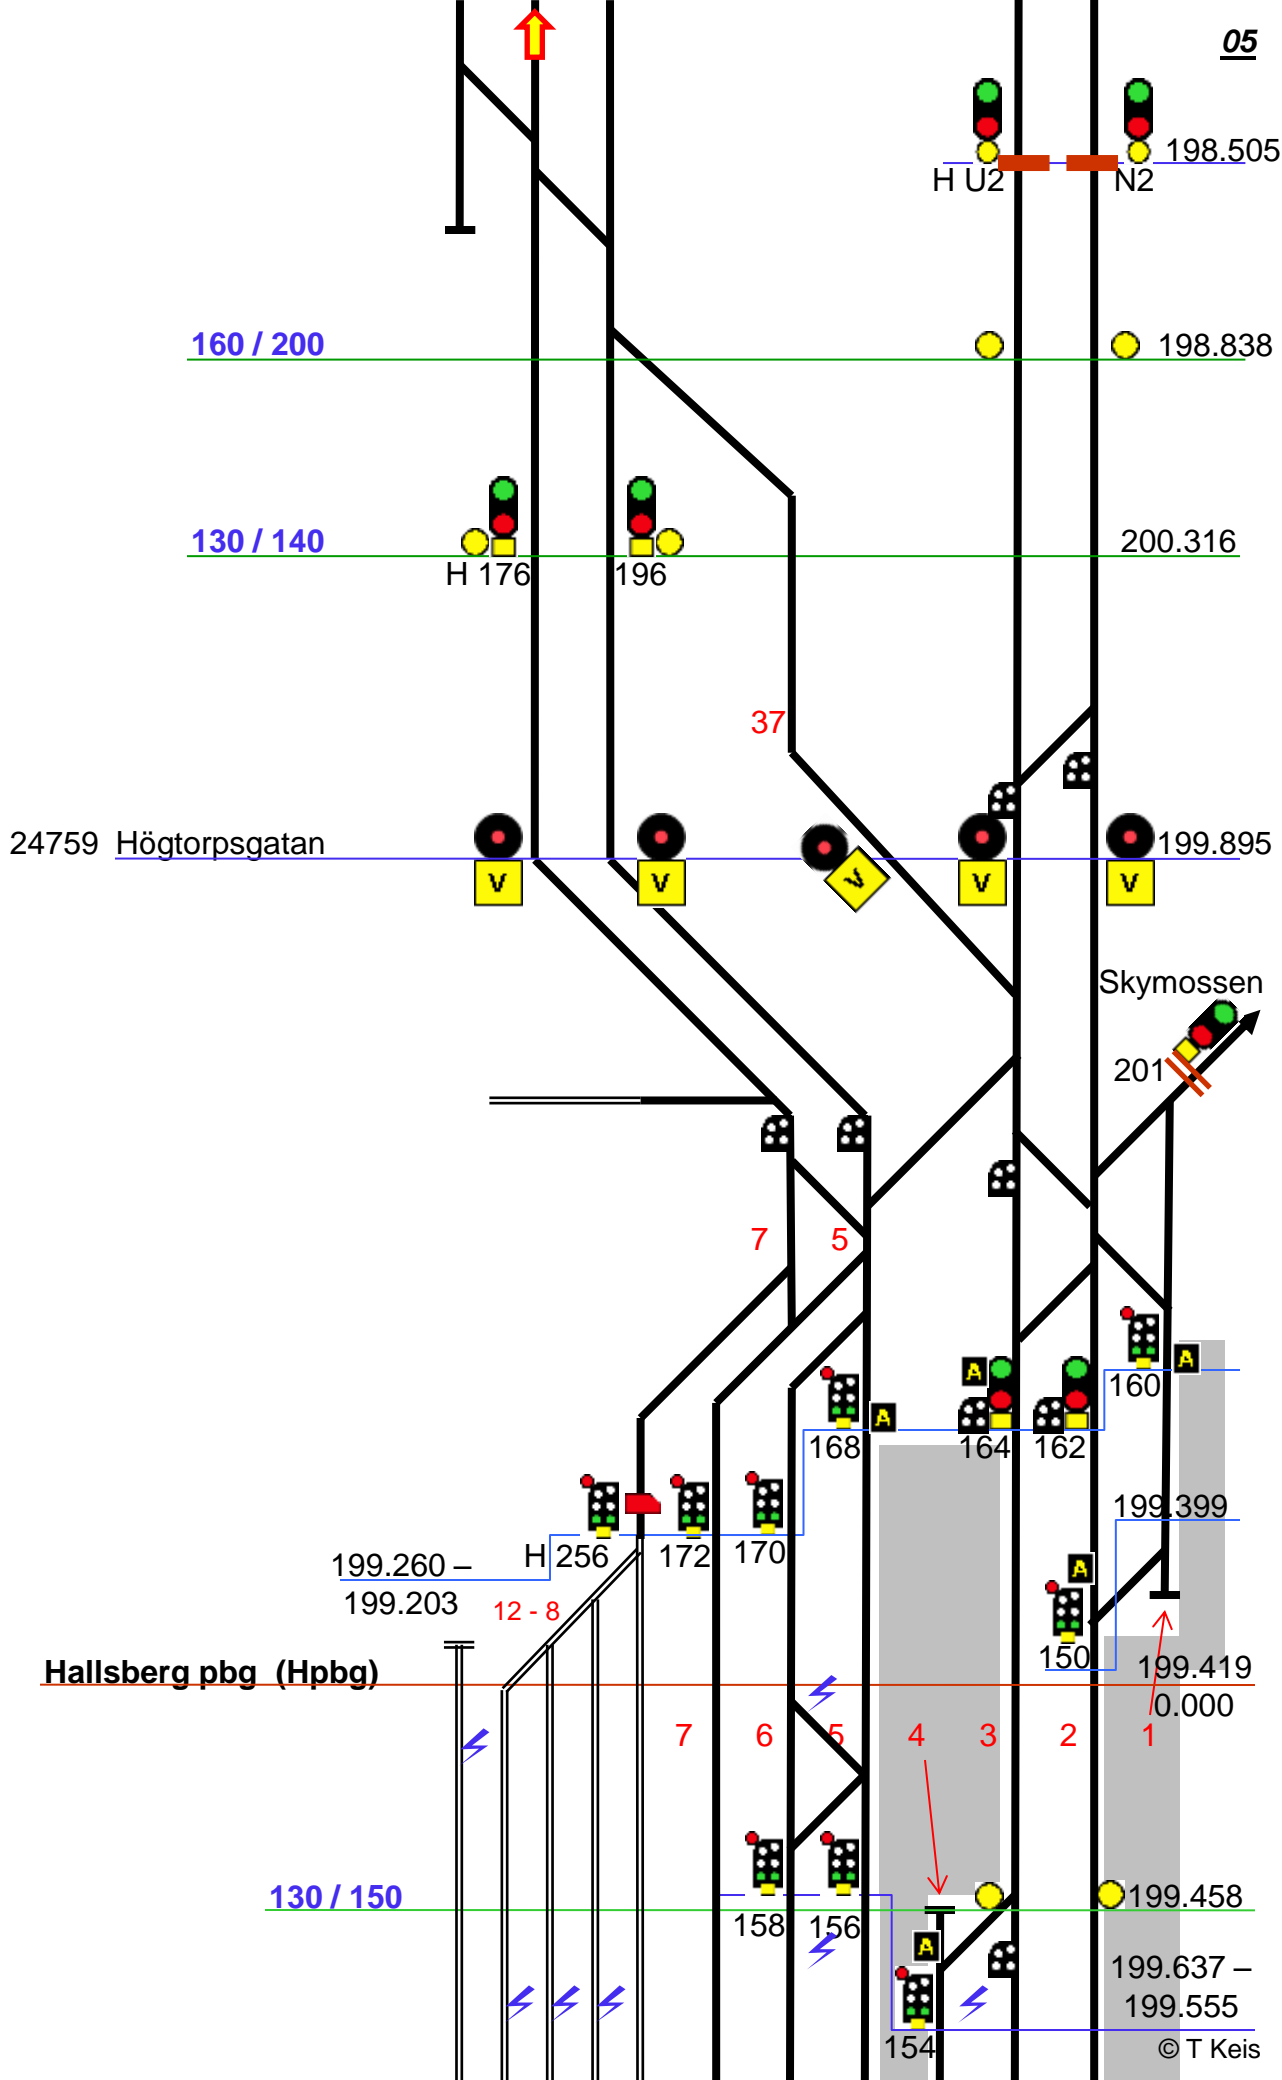 05
198.505
H U2
N2
160 / 200
198.838
130 / 140
200.316
H 176
196
37
24759 Högtorpsgatan
199.895
V
V
V
V
V
Skymossen
201
7
5
A
A
160
168
A
164
162
199.399
H 256
172
170
199.260 –
199.203
12 - 8
A
150
Hallsberg pbg (Hpbg)
199.419
0.000
7
6
5
4
3
2
1
130 / 150
199.458
158
156
A
199.637 –
199.555
154
© T Keis